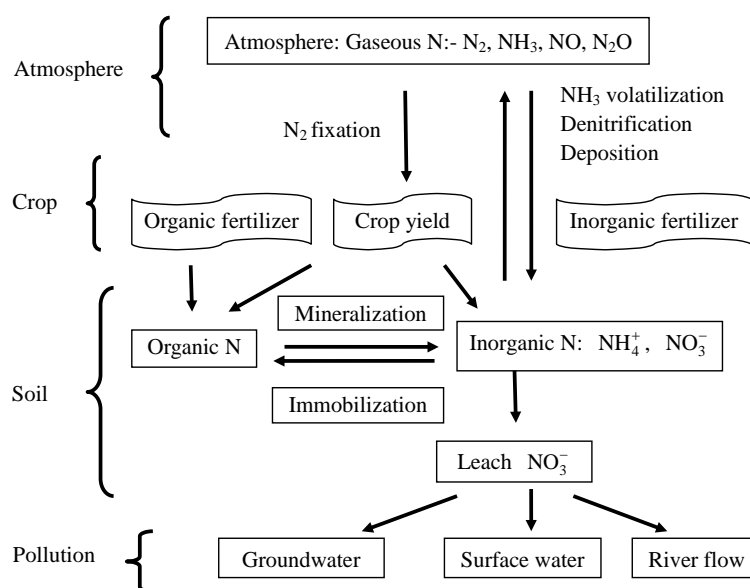 Atmosphere: Gaseous N:- N₂, NH₃, NO, N₂O
Atmosphere
NH₃ volatilization
N₂ fixation
Denitrification
Deposition
Crop
Organic fertilizer
Crop yield
Inorganic fertilizer
Mineralization
Organic N
Inorganic N: NH₄⁺, NO₃⁻
Soil
Immobilization
Leach NO₃⁻
Pollution
Groundwater
Surface water
River flow